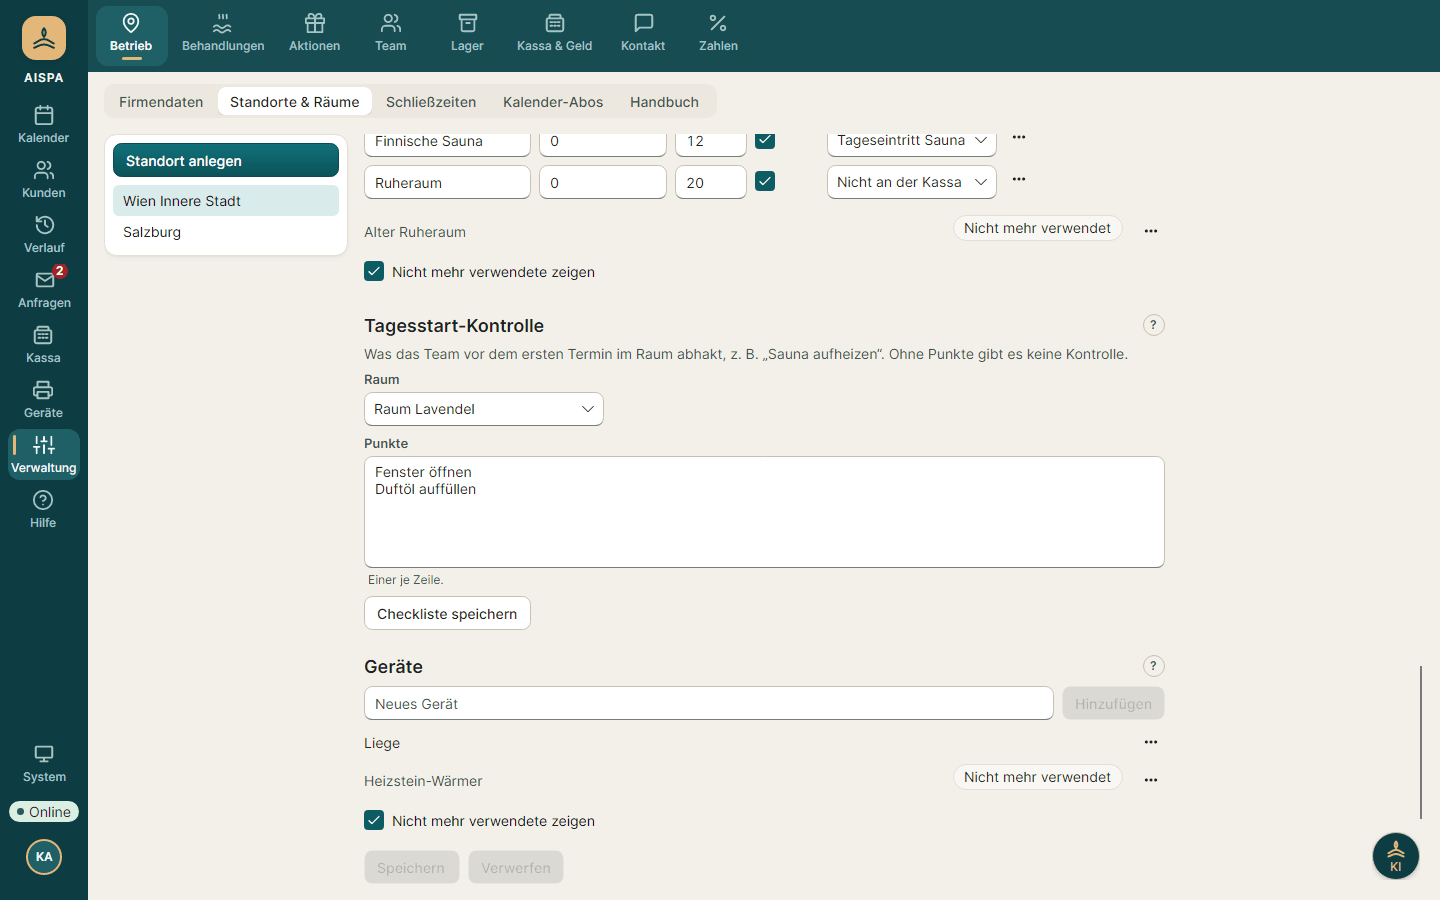 AISPA
Kalender
Kunden
Verlauf
2
Anfragen
Kassa
Geräte
Verwaltung
Hilfe
System
Online
KA
Betrieb
Behandlungen
Aktionen
Team
Lager
Kassa & Geld
Kontakt
Zahlen
Firmendaten
Standorte & Räume
Schließzeiten
Kalender-Abos
Handbuch
Standort anlegen
Wien Innere Stadt
Salzburg
Finnische Sauna 0 12 Tageseintritt Sauna
Ruheraum 0 20 Nicht an der Kassa
Alter Ruheraum Nicht mehr verwendet
Nicht mehr verwendete zeigen
Tagesstart-Kontrolle ?
Was das Team vor dem ersten Termin im Raum abhakt, z. B. „Sauna aufheizen“. Ohne Punkte gibt es keine Kontrolle.
Raum
Raum Lavendel
Punkte
Fenster öffnen
Duftöl auffüllen
Einer je Zeile.
Checkliste speichern
Geräte ?
Neues Gerät Hinzufügen
Liege
Heizstein-Wärmer Nicht mehr verwendet
Nicht mehr verwendete zeigen
Speichern Verwerfen
KI